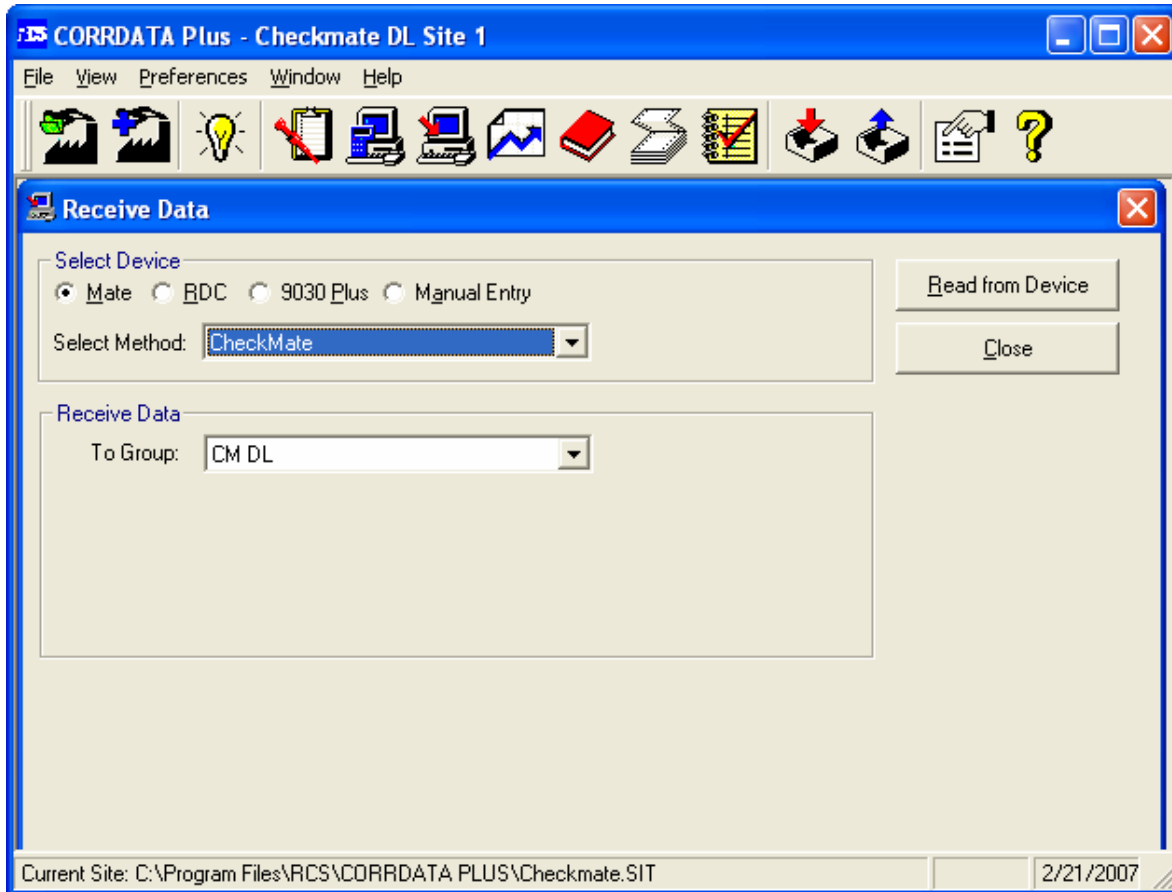 CORRDATA Plus - Checkmate DL Site 1
File View Preferences Window Help
Receive Data
Select Device
Mate RDC 9030 Plus Manual Entry
Read from Device
Select Method: CheckMate
Close
Receive Data
To Group: CM DL
Current Site: C:\Program Files\RCS\CORRDATA PLUS\Checkmate.SIT 2/21/2007